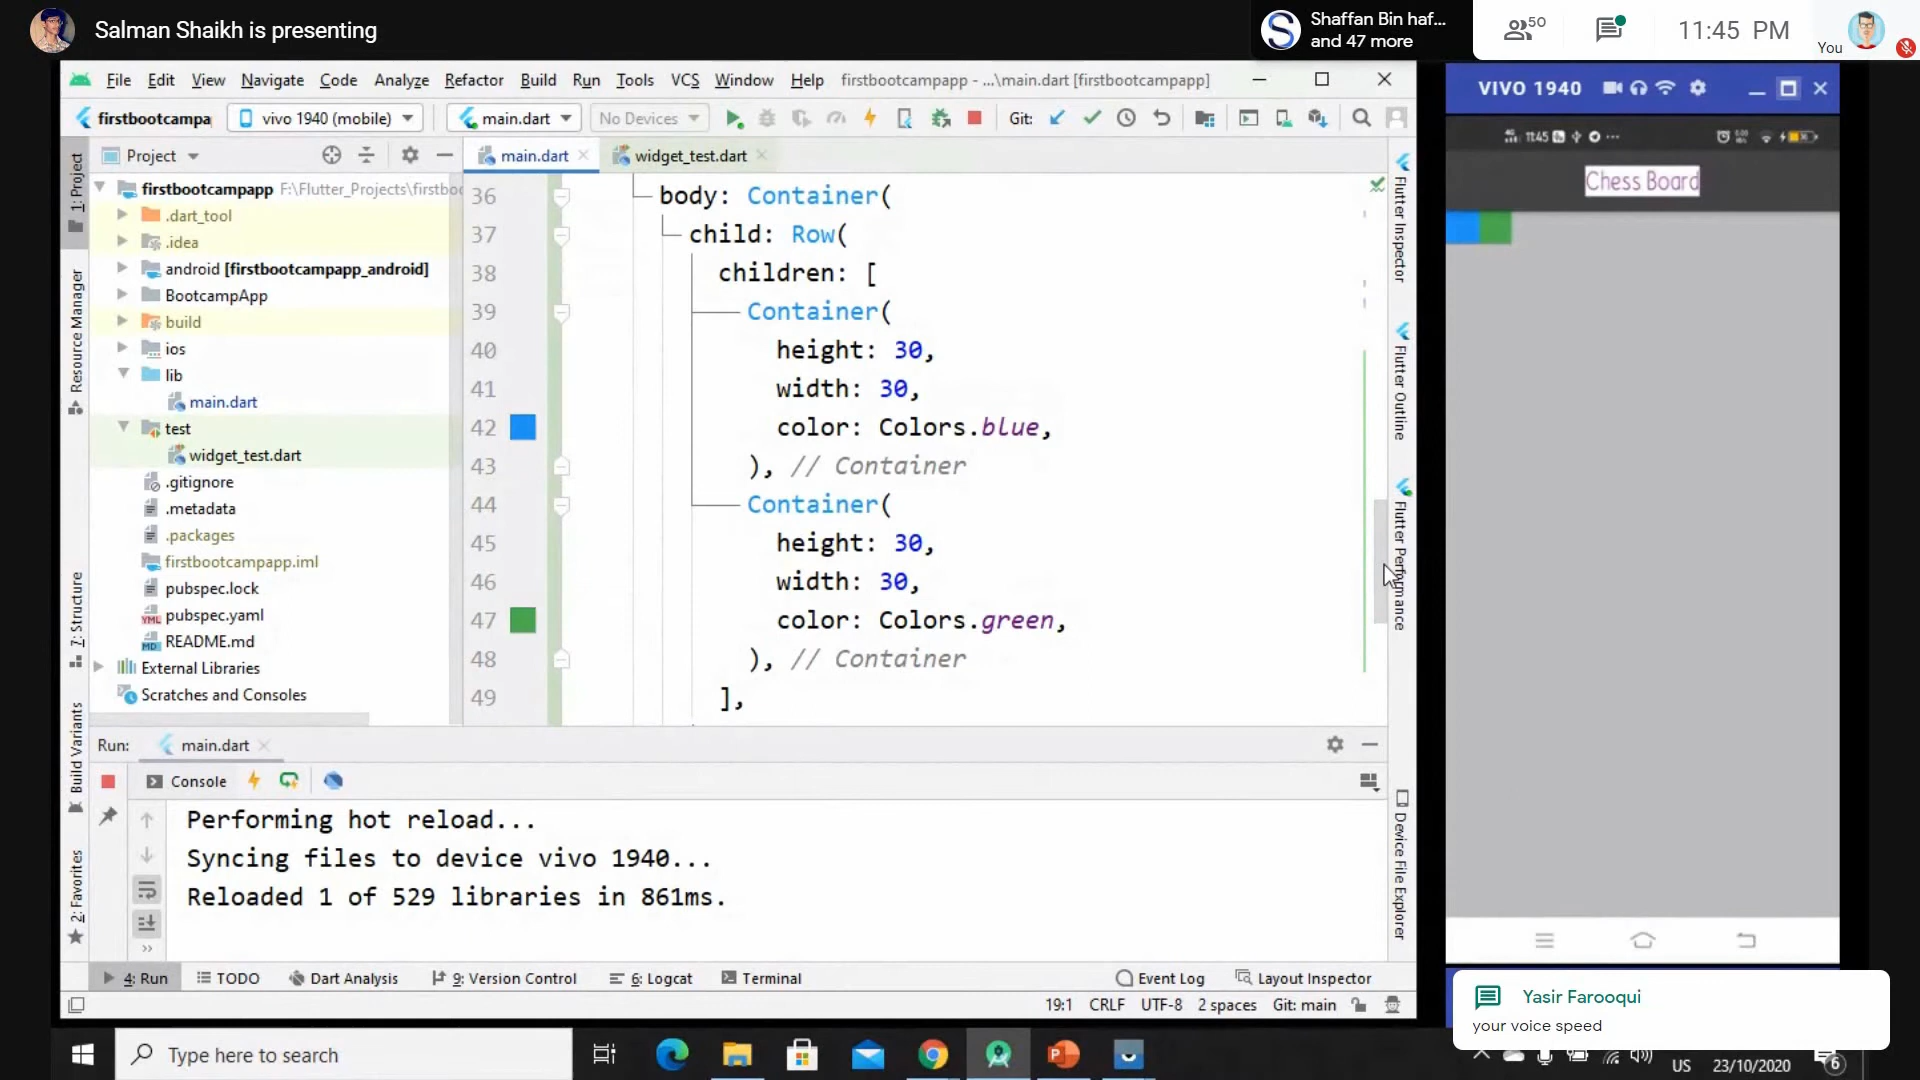 Salman Shaikh is presenting
Shaffan Bin haf...
and 47 more
50
11:45 PM
You
File Edit View Navigate Code Analyze Refactor Build Run Tools VCS Window Help firstbootcampapp - ...\main.dart [firstbootcampapp]
firstbootcampa vivo 1940 (mobile) main.dart No Devices Git:
Project
main.dart
widget_test.dart
firstbootcampapp F:\Flutter_Projects\firstbo
.dart_tool
.idea
android [firstbootcampapp_android]
BootcampApp
build
ios
lib
main.dart
test
widget_test.dart
.gitignore
.metadata
.packages
firstbootcampapp.iml
pubspec.lock
pubspec.yaml
README.md
External Libraries
Scratches and Consoles
1: Project
Resource Manager
7: Structure
Build Variants
2: Favorites
36 body: Container(
37 child: Row(
38 children: [
39 Container(
40 height: 30,
41 width: 30,
42 color: Colors.blue,
43 ), // Container
44 Container(
45 height: 30,
46 width: 30,
47 color: Colors.green,
48 ), // Container
49 ],
Flutter Inspector
Flutter Outline
Flutter Performance
Device File Explorer
Run: main.dart
Console
Performing hot reload...
Syncing files to device vivo 1940...
Reloaded 1 of 529 libraries in 861ms.
4: Run TODO Dart Analysis 9: Version Control 6: Logcat Terminal Event Log Layout Inspector
19:1 CRLF UTF-8 2 spaces Git: main
VIVO 1940
11:45
Chess Board
Yasir Farooqui
your voice speed
Type here to search
US 23/10/2020 6